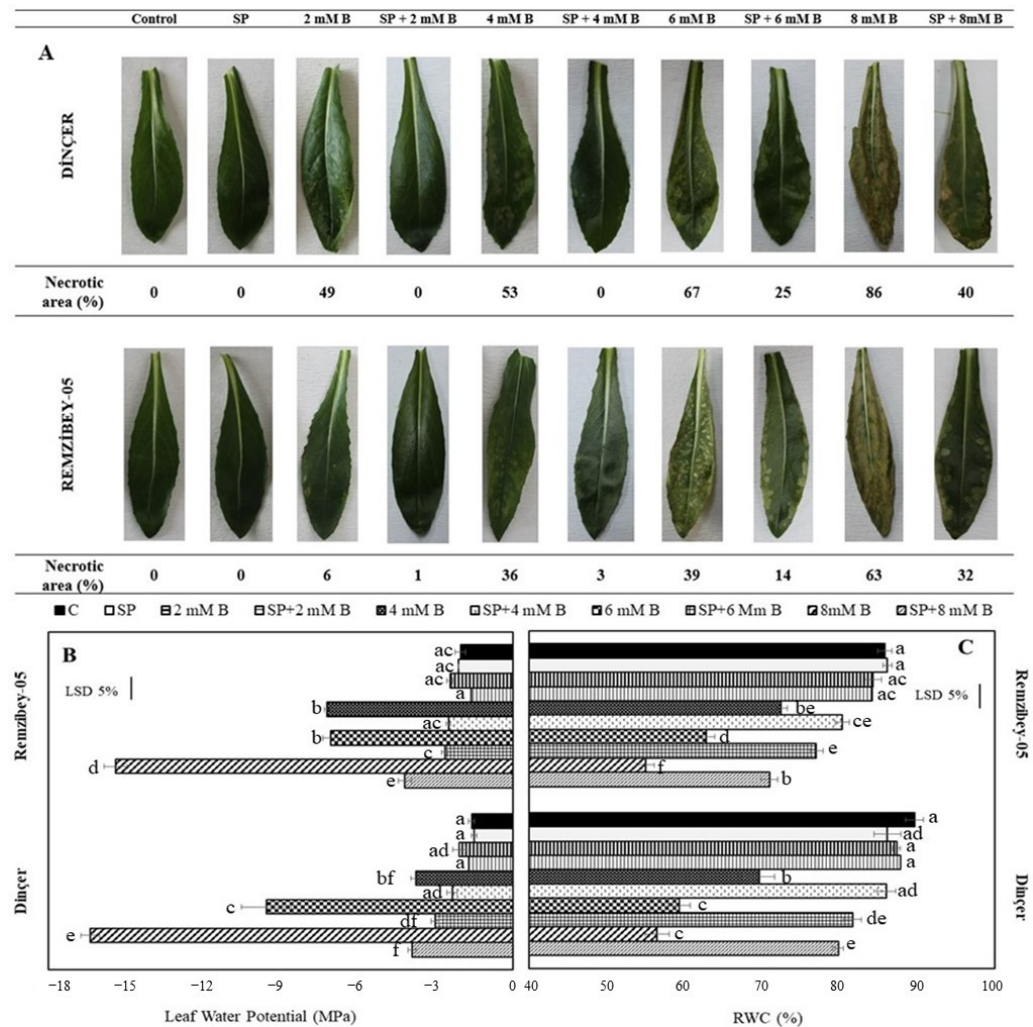 Control SP 2 mM B SP + 2 mM B 4 mM B SP + 4 mM B 6 mM B SP + 6 mM B 8 mM B SP + 8mM B
A
DİNÇER
Necrotic area (%) 0 0 49 0 53 0 67 25 86 40
REMZİBEY-05
Necrotic area (%) 0 0 6 1 36 3 39 14 63 32
C SP 2 mM B SP+2 mM B 4 mM B SP+4 mM B 6 mM B SP+6 Mm B 8mM B SP+8 mM B
B
LSD 5%
Remzibey-05
ac
ac
ac
a
b
ac
b
c
d
e
Dinçer
a
a
ad
a
bf
ad
c
df
e
f
−18 −15 −12 −9 −6 −3 0
Leaf Water Potential (MPa)
C
LSD 5%
Remzibey-05
a
a
ac
ac
be
ce
d
e
f
b
Dinçer
a
ad
a
a
b
ad
c
de
c
e
40 50 60 70 80 90 100
RWC (%)